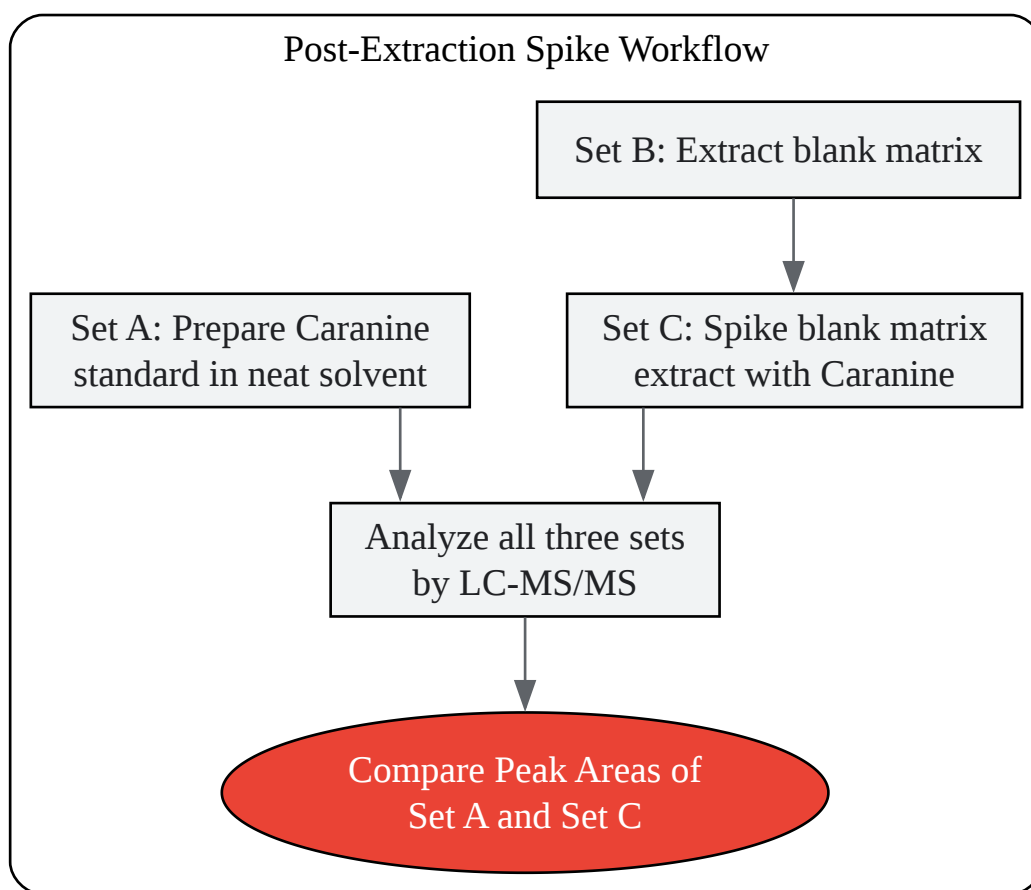 Post-Extraction Spike Workflow
Set B: Extract blank matrix
Set A: Prepare Caranine
standard in neat solvent
Set C: Spike blank matrix
extract with Caranine
Analyze all three sets
by LC-MS/MS
Compare Peak Areas of
Set A and Set C